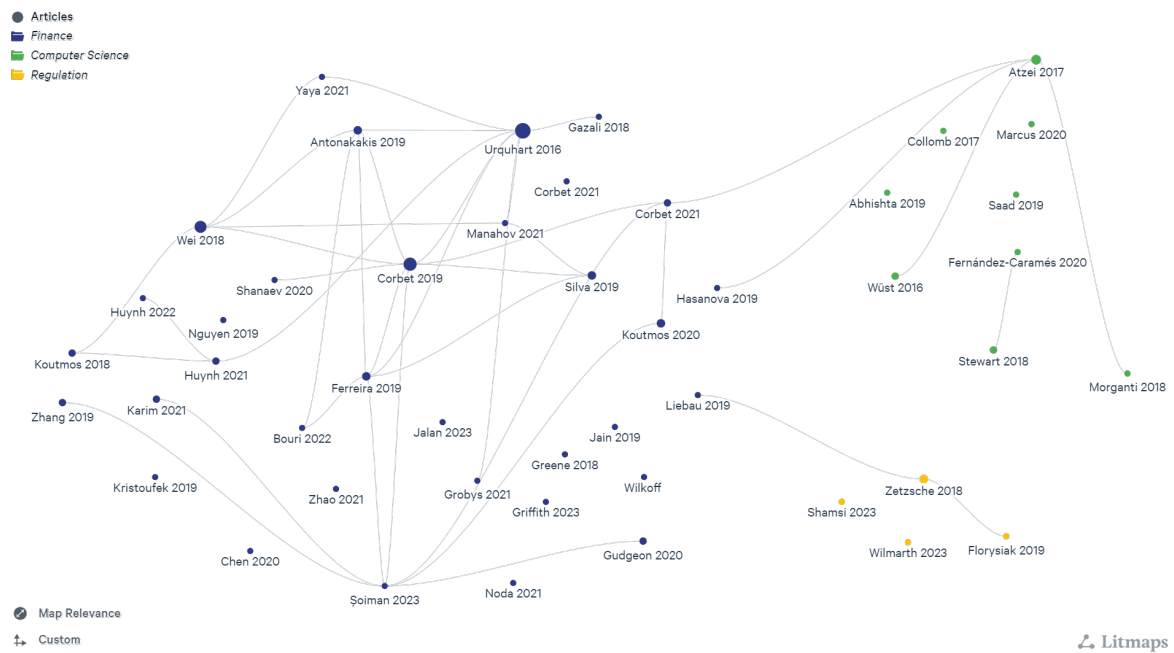 Articles
Finance
Computer Science
Regulation
Atzei 2017
Yaya 2021
Gazali 2018
Antonakakis 2019
Urquhart 2016
Collomb 2017
Marcus 2020
Corbet 2021
Abhishta 2019
Saad 2019
Corbet 2021
Manahov 2021
Wei 2018
Fernández-Caramés 2020
Corbet 2019
Shanaev 2020
Silva 2019
Wüst 2016
Hasanova 2019
Huynh 2022
Nguyen 2019
Koutmos 2020
Koutmos 2018
Huynh 2021
Stewart 2018
Ferreira 2019
Morganti 2018
Zhang 2019
Karim 2021
Liebau 2019
Bouri 2022
Jalan 2023
Jain 2019
Greene 2018
Kristoufek 2019
Zhao 2021
Grobys 2021
Wilkoff
Zetzsche 2018
Griffith 2023
Shamsi 2023
Chen 2020
Gudgeon 2020
Wilmarth 2023
Florysiak 2019
Șoiman 2023
Noda 2021
Map Relevance
Custom
Litmaps